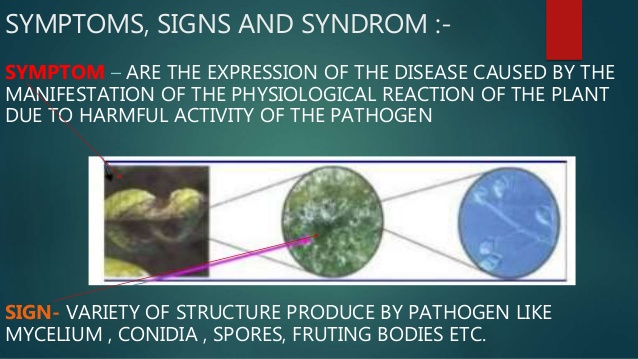 SYMPTOMS, SIGNS AND SYNDROM :-
SYMPTOM – ARE THE EXPRESSION OF THE DISEASE CAUSED BY THE
MANIFESTATION OF THE PHYSIOLOGICAL REACTION OF THE PLANT
DUE TO HARMFUL ACTIVITY OF THE PATHOGEN
SIGN- VARIETY OF STRUCTURE PRODUCE BY PATHOGEN LIKE
MYCELIUM , CONIDIA , SPORES, FRUTING BODIES ETC.